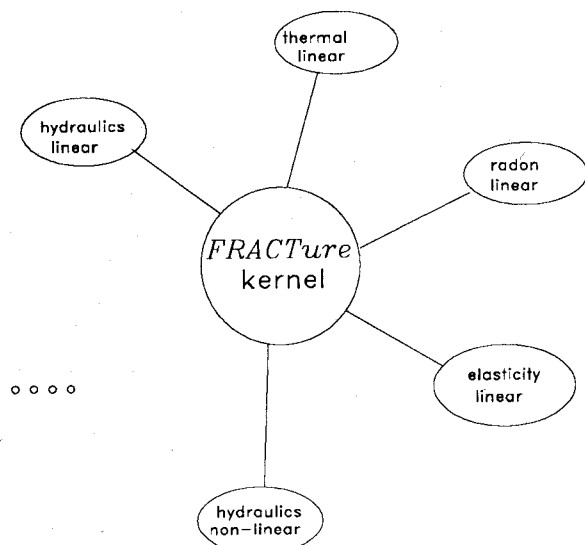 thermal
linear
hydraulics
linear
radon
linear
FRACTure
kernel
elasticity
linear
hydraulics
non-linear